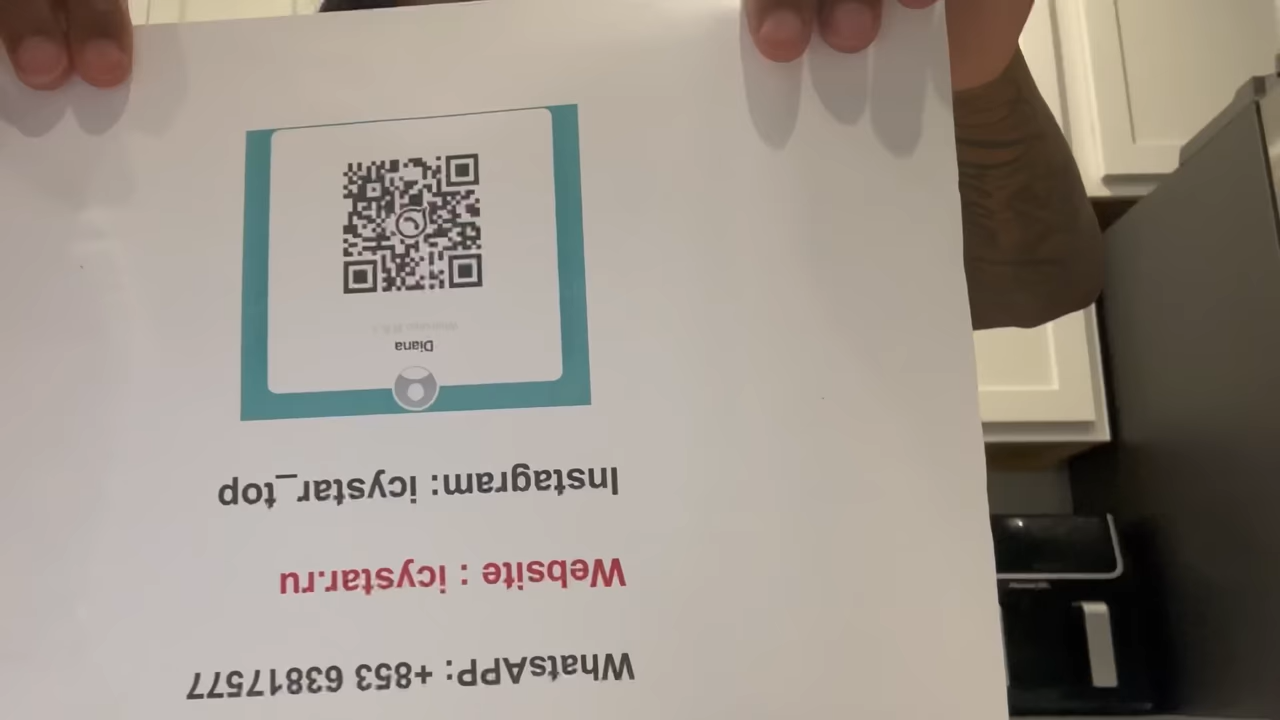 WhatsAPP: +853 63817577
Website : icystar.ru
Instagram: icystar_top
Diana